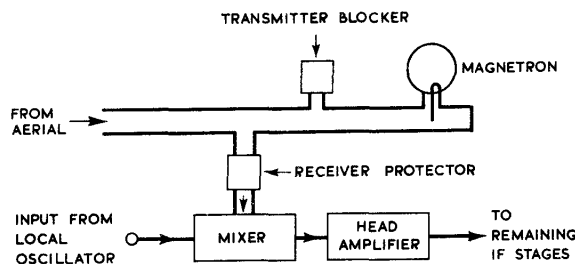 TRANSMITTER BLOCKER
MAGNETRON
FROM
AERIAL
RECEIVER PROTECTOR
INPUT FROM
LOCAL
OSCILLATOR
MIXER
HEAD
AMPLIFIER
TO
REMAINING
IF STAGES